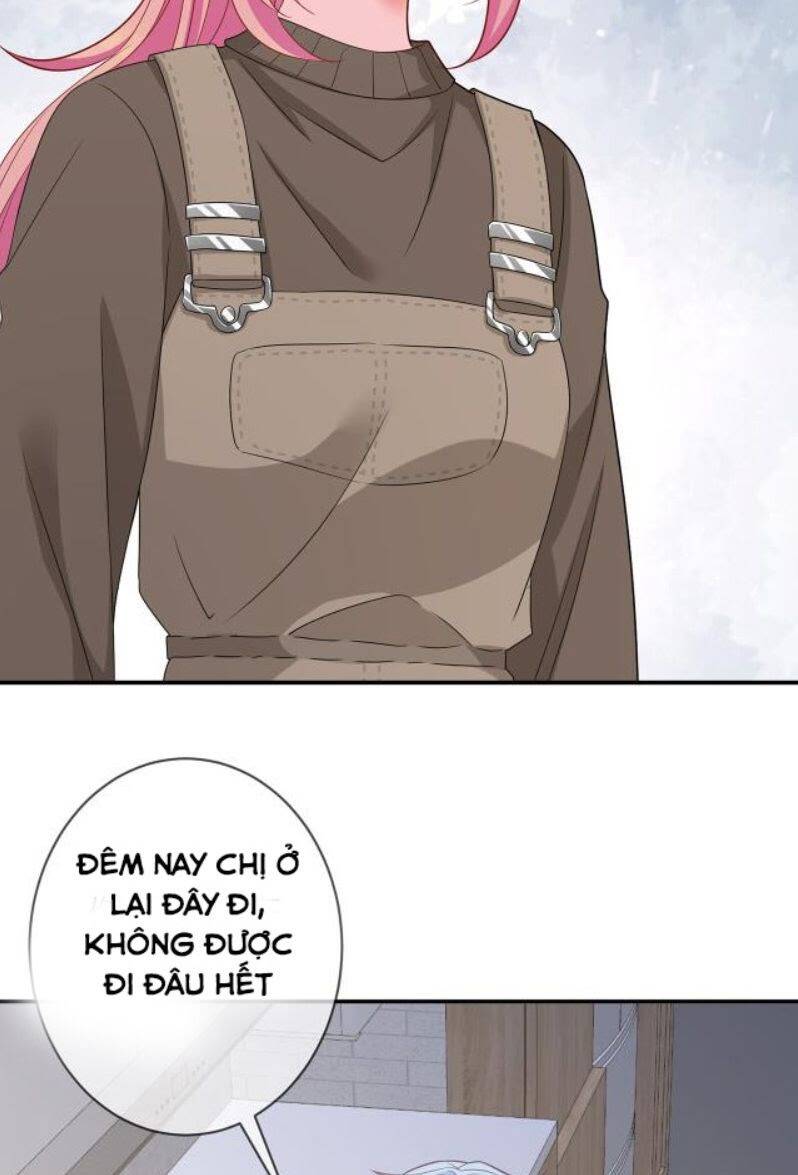 ĐÊM NAY CHỊ Ở
LẠI ĐÂY ĐI,
KHÔNG ĐƯỢC
ĐI ĐÂU HẾT